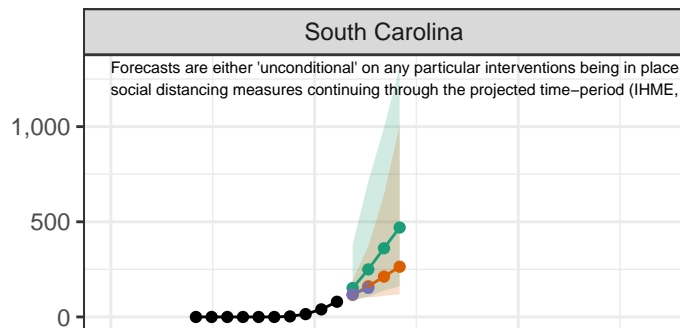 South Carolina
Forecasts are either 'unconditional' on any particular interventions being in place
social distancing measures continuing through the projected time−period (IHME,
1,000
500
0